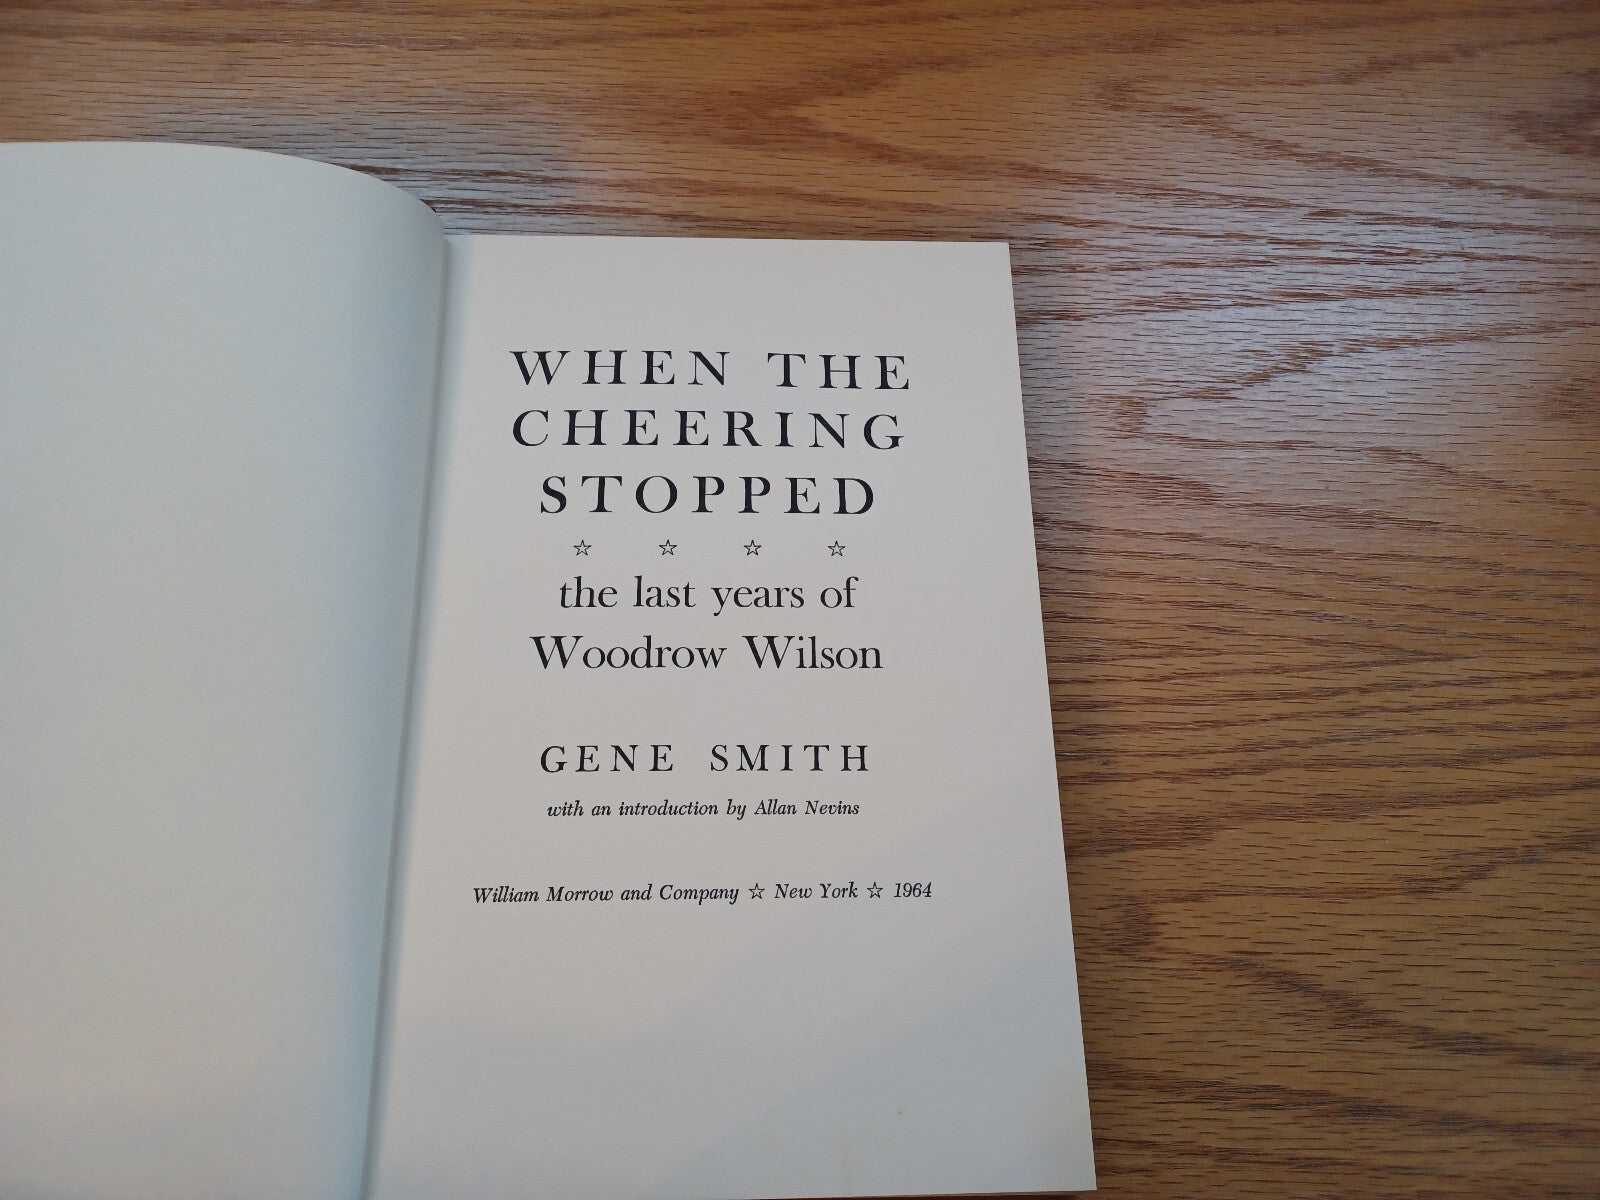 WHEN THE
CHEERING
STOPPED
☆ ☆ ☆ ☆
the last years of
Woodrow Wilson
GENE SMITH
with an introduction by Allan Nevins
William Morrow and Company ☆ New York ☆ 1964